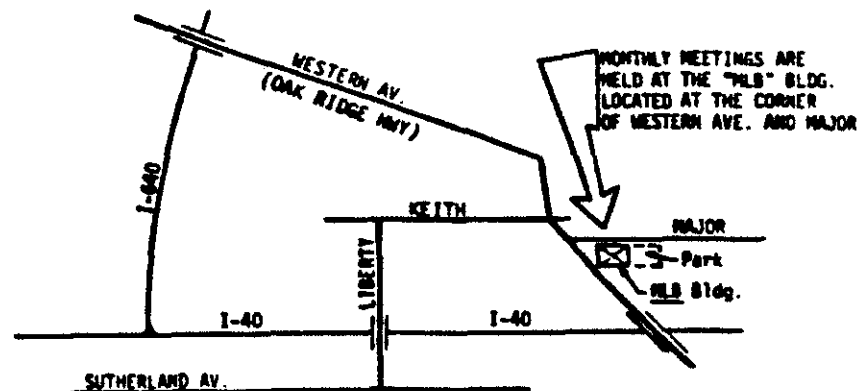 MONTHLY MEETINGS ARE
HELD AT THE "MLB" BLDG.
LOCATED AT THE CORNER
OF WESTERN AVE. AND MAJOR
WESTERN AV.
(OAK RIDGE HWY)
I-640
KEITH
MAJOR
LIBERTY
Park
MLB Bldg.
I-40
I-40
SUTHERLAND AV.